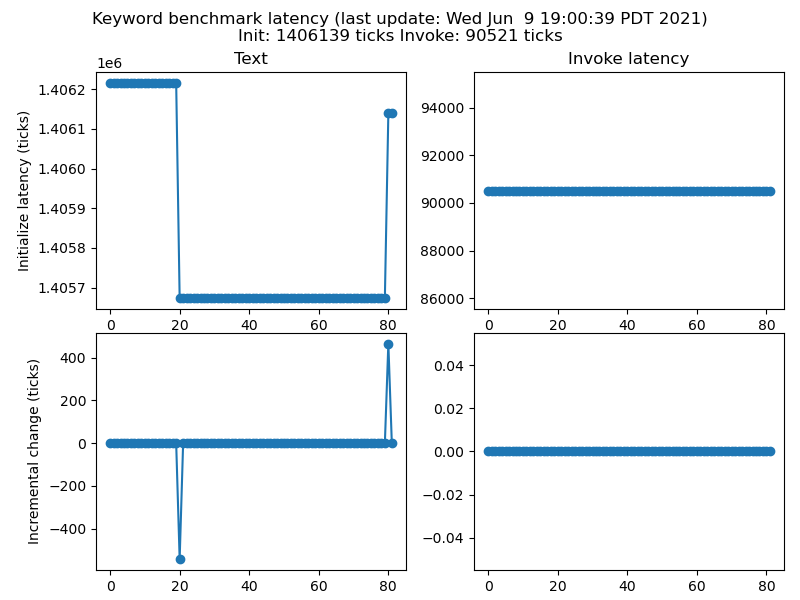 Keyword benchmark latency (last update: Wed Jun  9 19:00:39 PDT 2021)
Init: 1406139 ticks Invoke: 90521 ticks
Text
1e6
Initialize latency (ticks)
1.4062
1.4061
1.4060
1.4059
1.4058
1.4057
0 20 40 60 80
Invoke latency
94000
92000
90000
88000
86000
0 20 40 60 80
Incremental change (ticks)
400
200
0
−200
−400
0 20 40 60 80
0.04
0.02
0.00
−0.02
−0.04
0 20 40 60 80